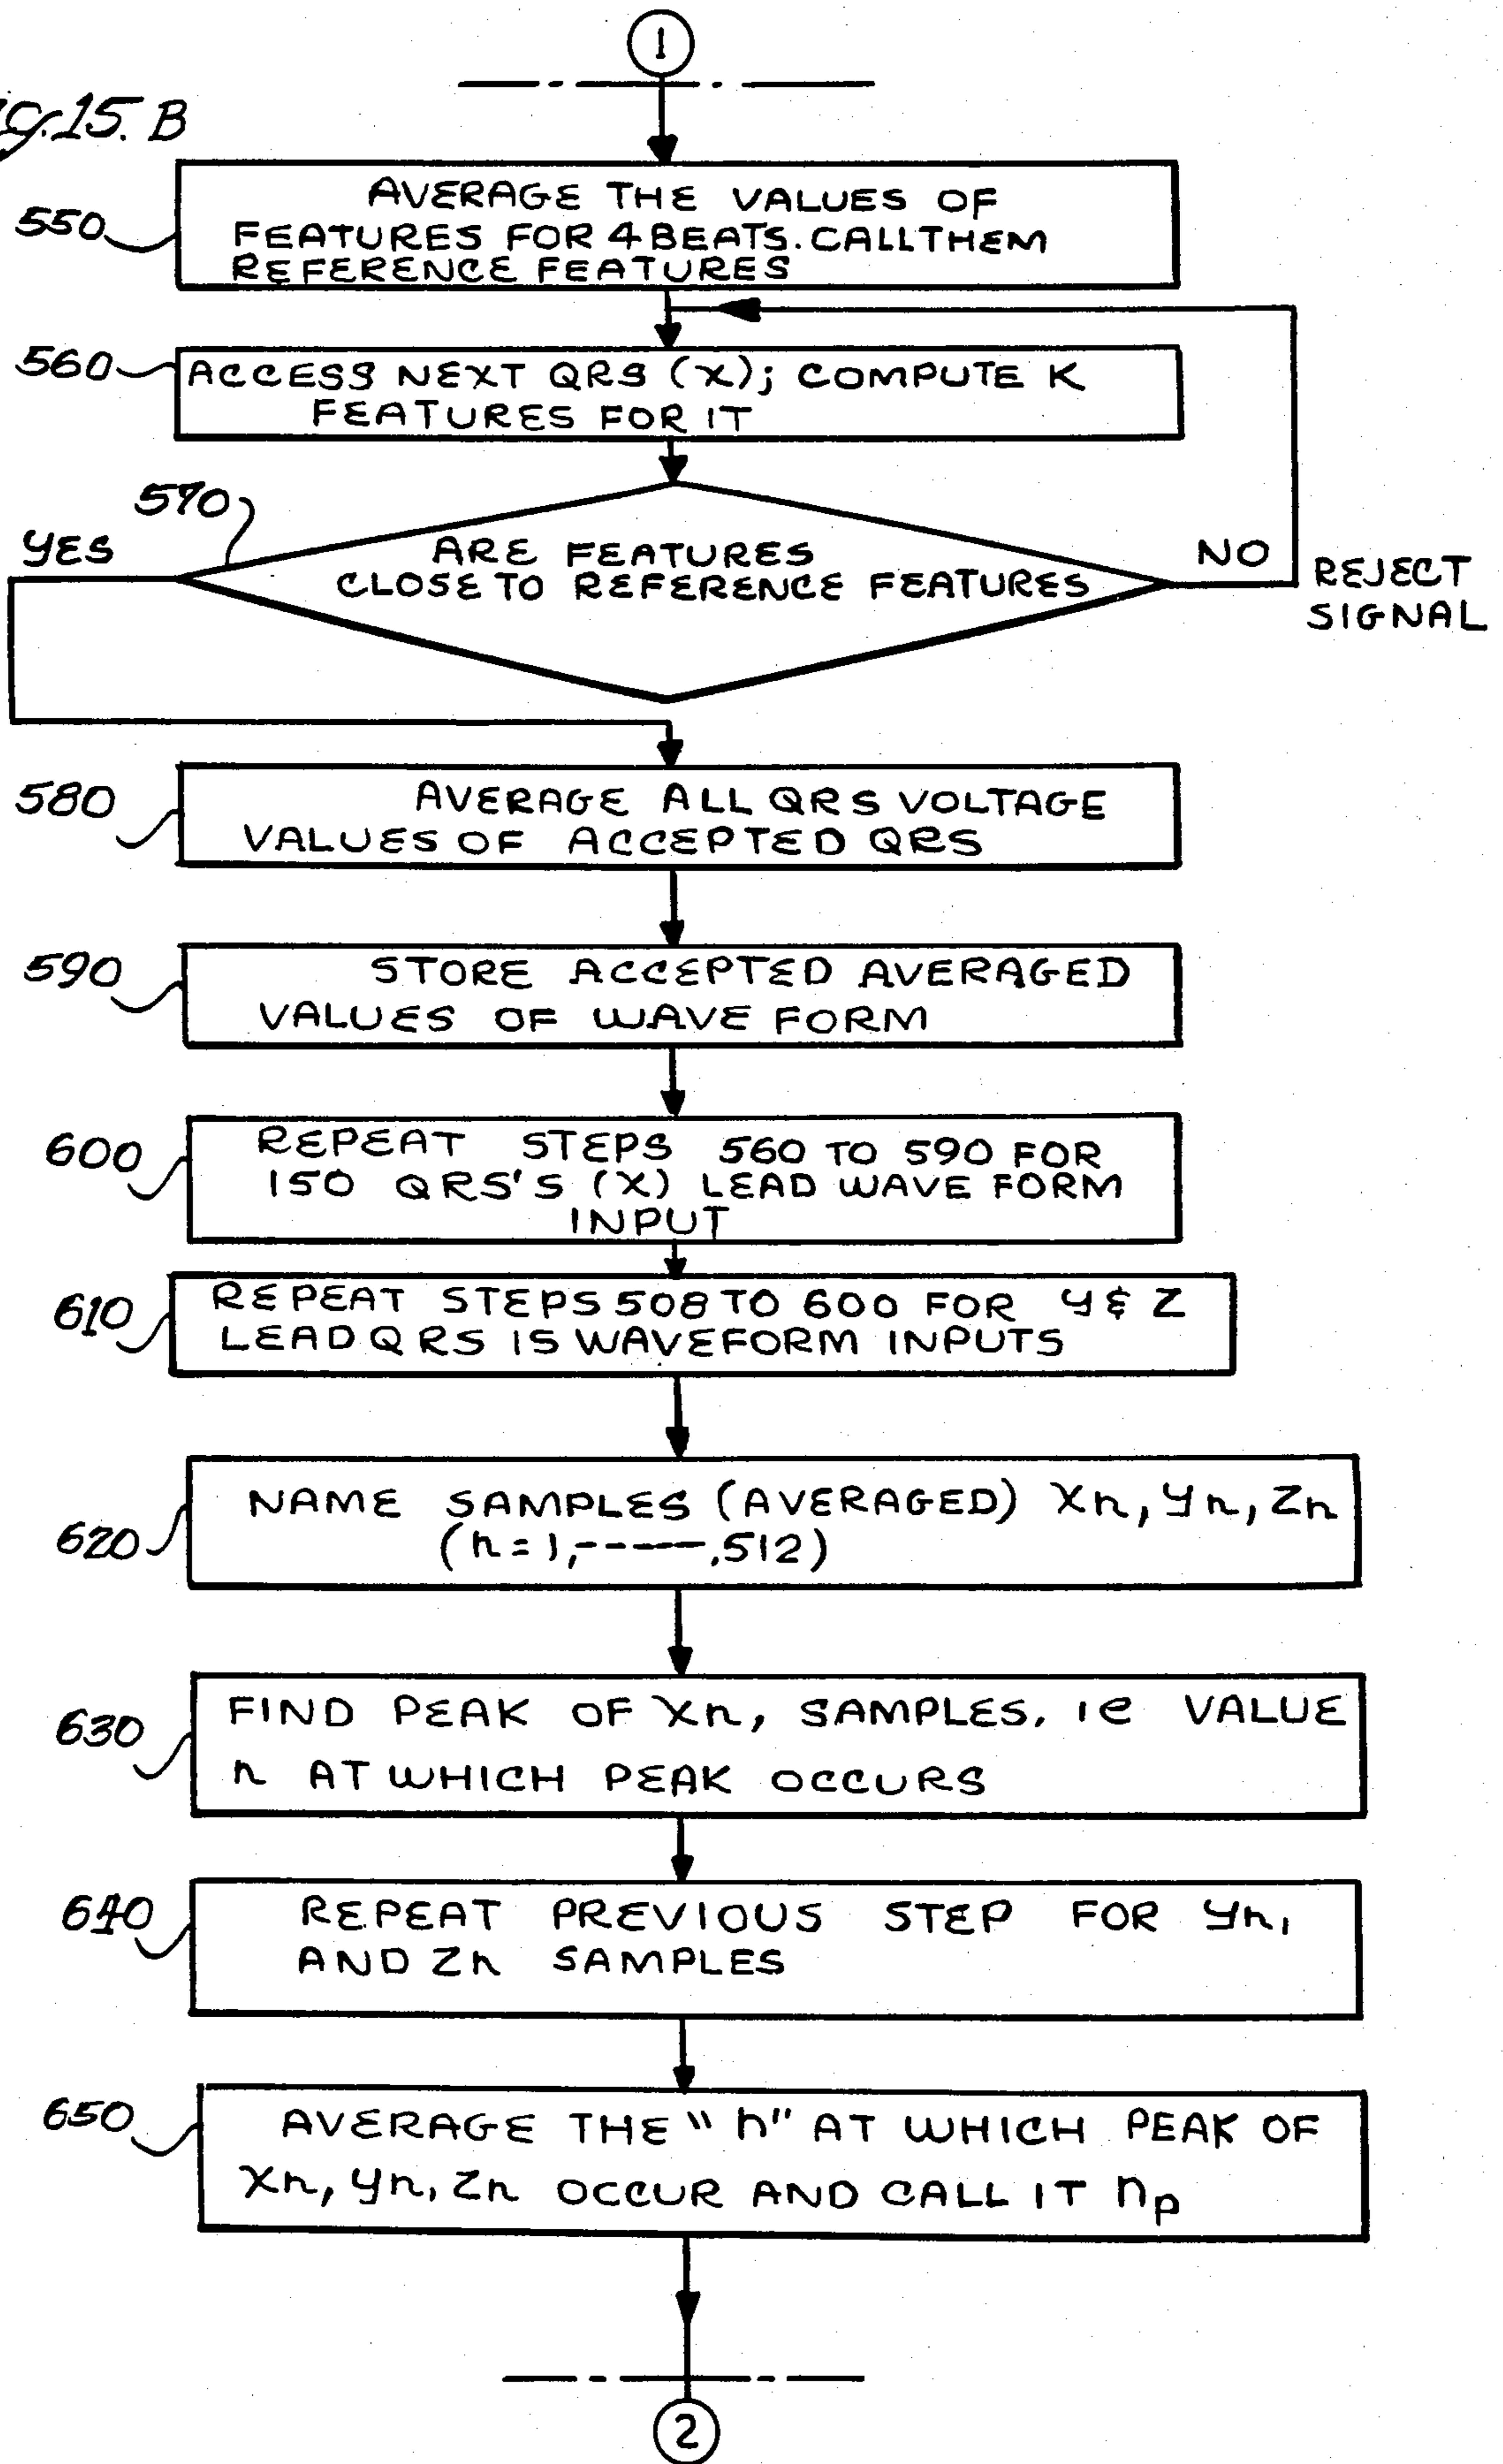 1
Fig. 15. B
550
AVERAGE THE VALUES OF
FEATURES FOR 4 BEATS. CALL THEM
REFERENCE FEATURES
560
ACCESS NEXT QRS (X); COMPUTE K
FEATURES FOR IT
570
YES
ARE FEATURES
CLOSE TO REFERENCE FEATURES
NO
REJECT
SIGNAL
580
AVERAGE ALL QRS VOLTAGE
VALUES OF ACCEPTED QRS
590
STORE ACCEPTED AVERAGED
VALUES OF WAVE FORM
600
REPEAT STEPS 560 TO 590 FOR
150 QRS'S (X) LEAD WAVE FORM
INPUT
610
REPEAT STEPS 508 TO 600 FOR Y & Z
LEAD QRS IS WAVEFORM INPUTS
620
NAME SAMPLES (AVERAGED) Xn, Yn, Zn
(n = 1,-----,512)
630
FIND PEAK OF Xn, SAMPLES, ie VALUE
n AT WHICH PEAK OCCURS
640
REPEAT PREVIOUS STEP FOR Yn,
AND Zn SAMPLES
650
AVERAGE THE "n" AT WHICH PEAK OF
Xn, Yn, Zn OCCUR AND CALL IT np
2